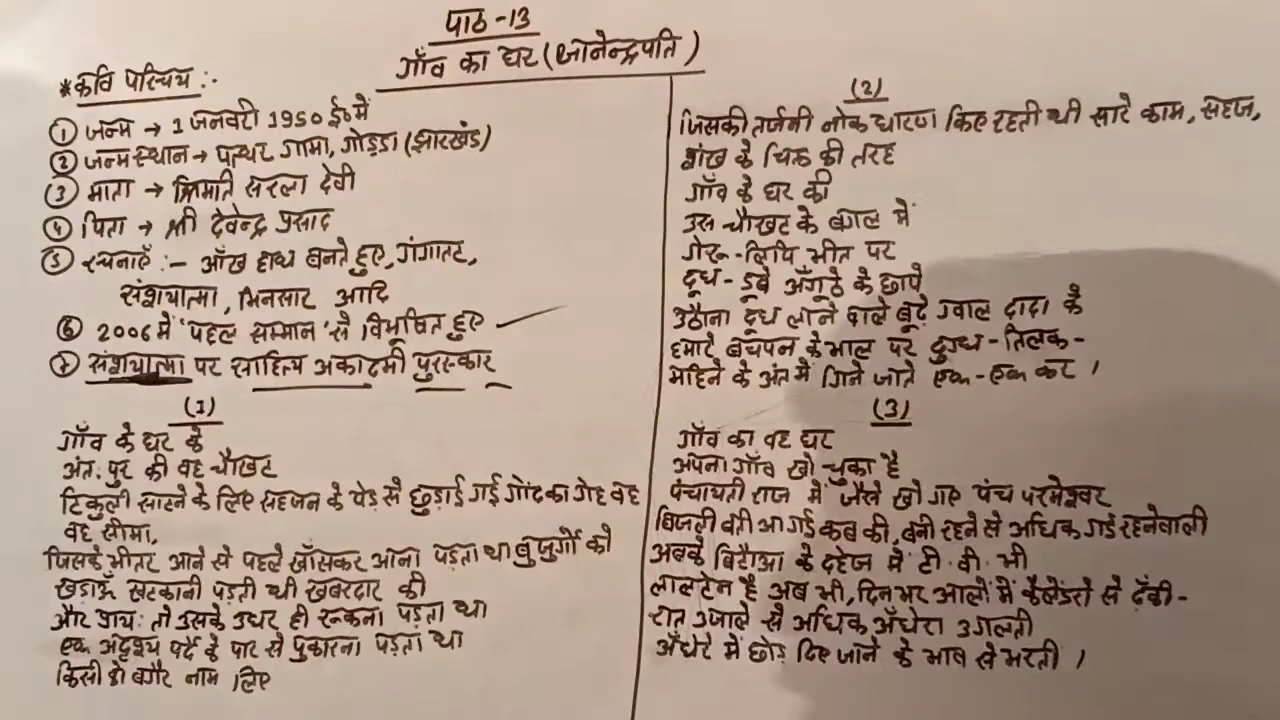 पाठ-13
गाँव का घर (ज्ञानेन्द्रपति)
*कवि परिचय :-
① जन्म → 1 जनवरी 1950 ई० में
② जन्म स्थान → पत्थर गामा, गोड्डा (झारखंड)
③ माता → श्रीमति सरला देवी
④ पिता → श्री देवेन्द्र प्रसाद
⑤ रचनाएँ :- आँख हाथ बनते हुए, गंगातट,
संशयात्मा, भिनसार आदि
⑥ 2006 में 'पहल सम्मान' से विभूषित हुए
⑦ संशयात्मा पर साहित्य अकादमी पुरस्कार
(1)
गाँव के घर के
अंत: पुर की वह चौखट
टिकुली साटने के लिए सहजन के पेड़ से छुड़ाई गई गोंद का गेह वह
वह सीमा,
जिसके भीतर आने से पहले खाँसकर आना पड़ता था बुजुर्गों को
खड़ाऊँ खटकानी पड़ती थी खबरदार की
और प्राय: तो उसके उधर ही रूकना पड़ता था
एक अदृश्य पर्दे के पार से पुकारना पड़ता था
किसी को बगैर नाम लिए
(2)
जिसकी तर्जनी नोक धारण किए रहती थी सारे काम, सहज,
शंख के चिह्न की तरह
गाँव के घर की
उस चौखट के बगल में
गेरू-लिपि भीत पर
दूध-डूबे अँगूठे के छापे
उठौना दूध लाने वाले बूढ़े ग्वाल दादा के
हमारे बचपन के भाल पर दुग्ध-तिलक-
महिने के अंत में गिने जाते एक-एक कर ।
(3)
गाँव का वह घर
अपना गाँव खो चुका है
पंचायती राज में जैसे खो गए पंच परमेश्वर
बिजली बत्ती आ गई कब की, बनी रहने से अधिक गई रहनेवाली
अबके बिटौआ के दहेज में टी. वी. भी
लालटेन है अब भी, दिनभर आलों में कैलेंडरों से ढँकी-
रात उजाले से अधिक अँधेरा उगलती
अँधेरे में छोड़ दिए जाने के भाव से भरती ।